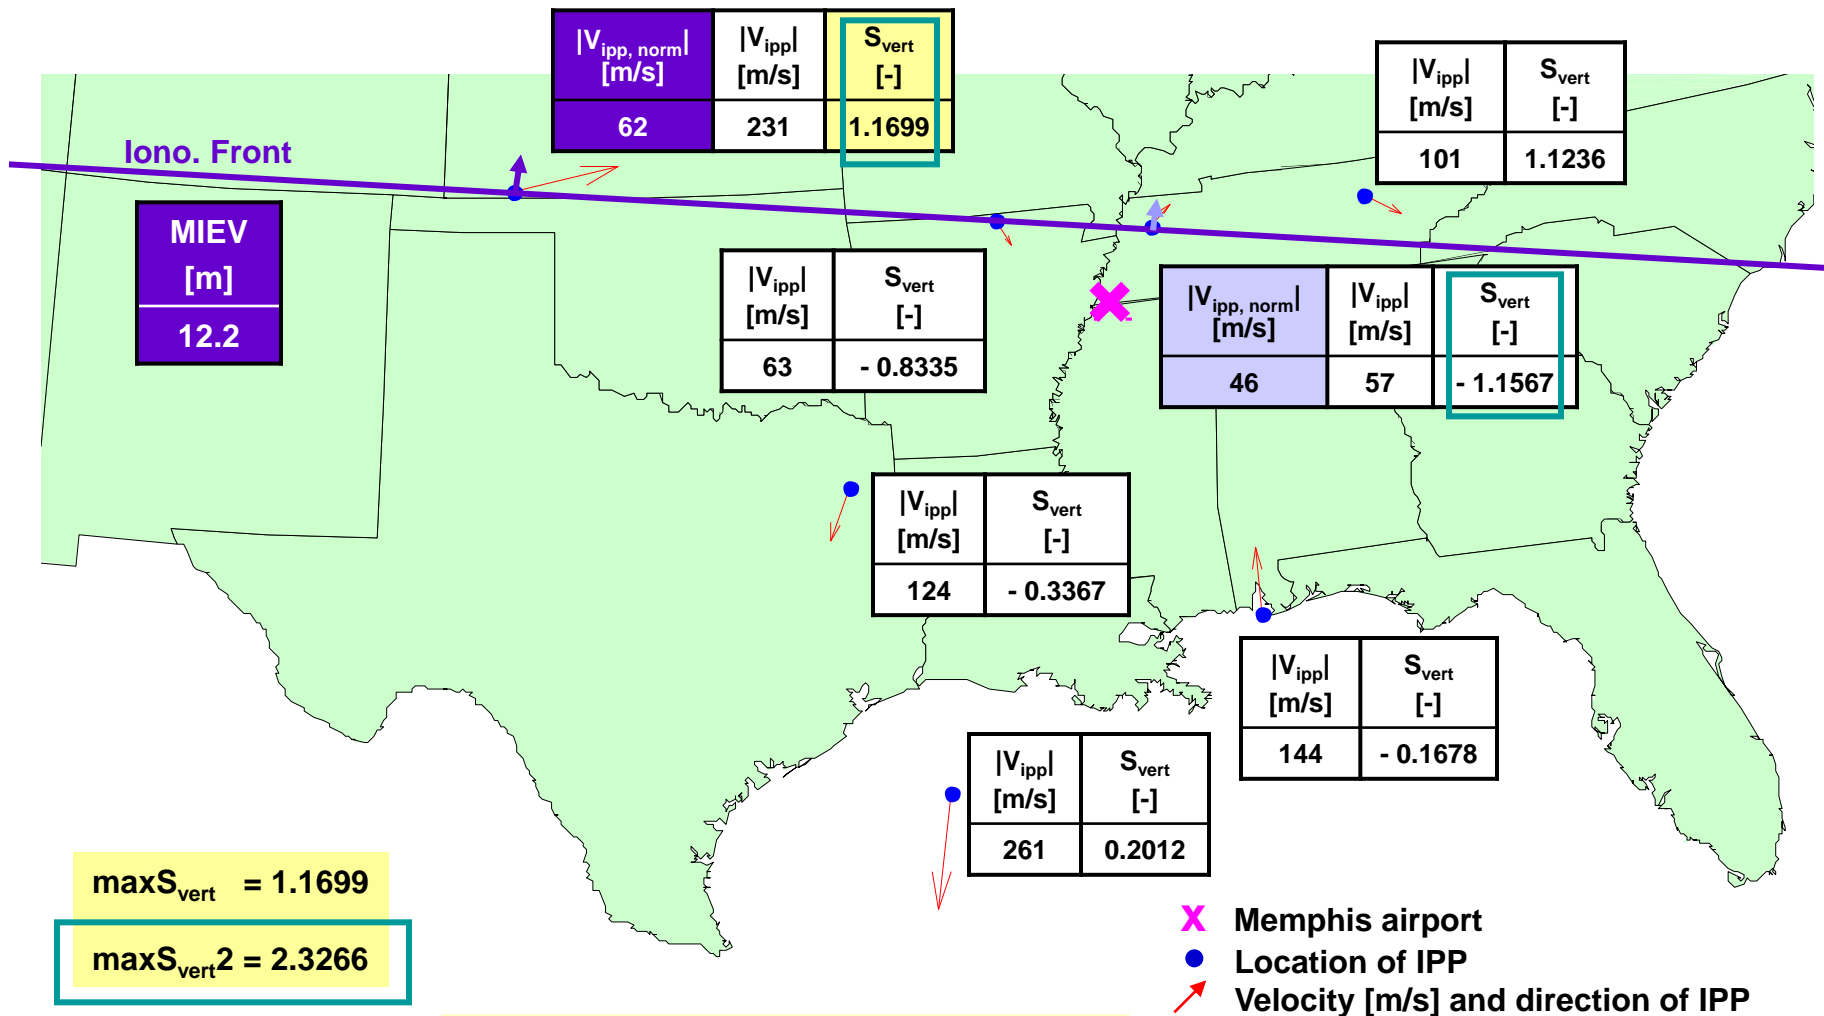 |Vipp, norm| [m/s] |Vipp| [m/s] Svert [-]
62 231 1.1699
|Vipp| [m/s] Svert [-]
101 1.1236
Iono. Front
MIEV
[m]
12.2
|Vipp| [m/s] Svert [-]
63 - 0.8335
|Vipp, norm| [m/s] |Vipp| [m/s] Svert [-]
46 57 - 1.1567
|Vipp| [m/s] Svert [-]
124 - 0.3367
|Vipp| [m/s] Svert [-]
144 - 0.1678
|Vipp| [m/s] Svert [-]
261 0.2012
maxSvert = 1.1699
maxSvert2 = 2.3266
X Memphis airport
Location of IPP
Velocity [m/s] and direction of IPP